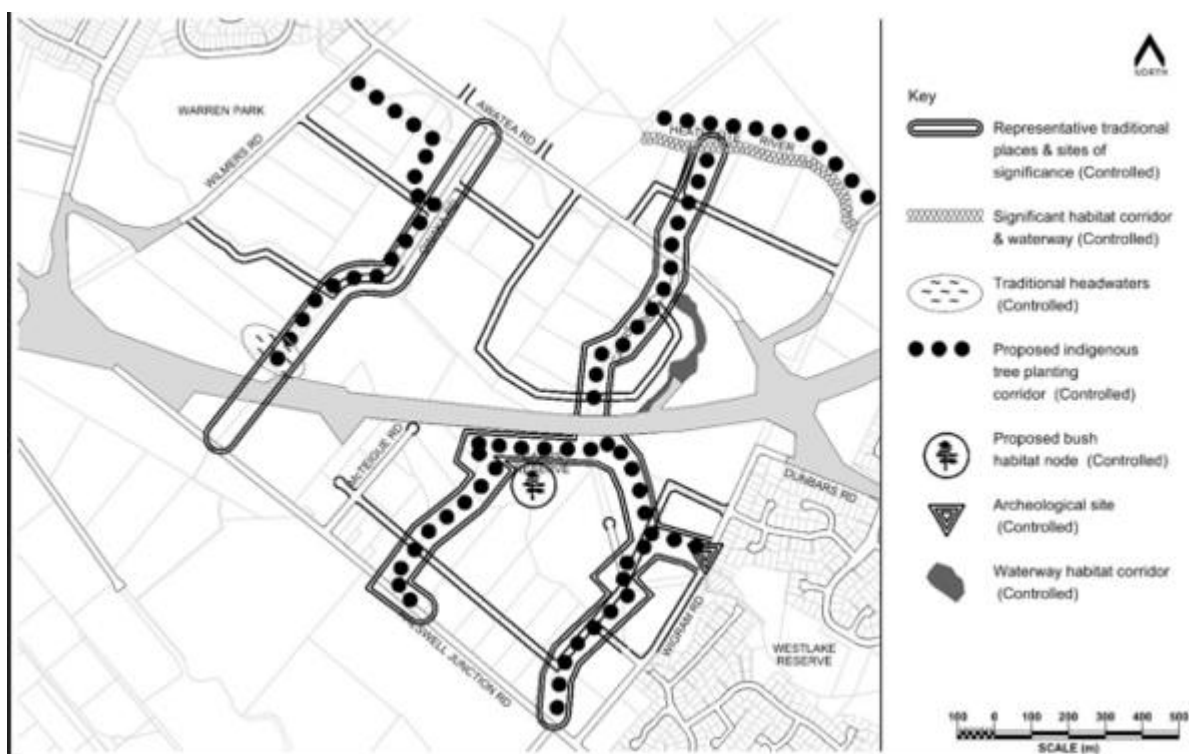 WARREN PARK
WILMERS RD
AWATEA RD
RIVER
McTEIGUE RD
DUNBARS RD
WIGRAM RD
JUNCTION RD
WESTLAKE
RESERVE
NORTH
Key
Representative traditional
places & sites of
significance (Controlled)
Significant habitat corridor
& waterway (Controlled)
Traditional headwaters
(Controlled)
Proposed indigenous
tree planting
corridor (Controlled)
Proposed bush
habitat node (Controlled)
Archeological site
(Controlled)
Waterway habitat corridor
(Controlled)
100 0 100 200 300 400 500
SCALE (m)